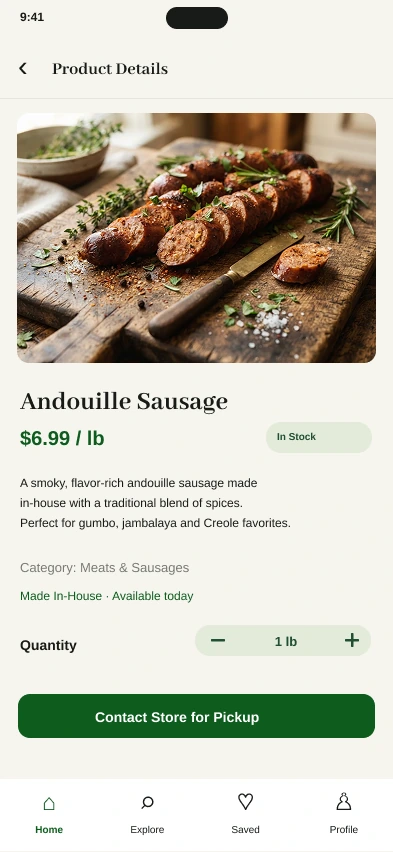 9:41
Product Details
Andouille Sausage
$6.99 / lb
In Stock
A smoky, flavor-rich andouille sausage made
in-house with a traditional blend of spices.
Perfect for gumbo, jambalaya and Creole favorites.
Category: Meats & Sausages
Made In-House · Available today
Quantity
1 lb
Contact Store for Pickup
Home Explore Saved Profile